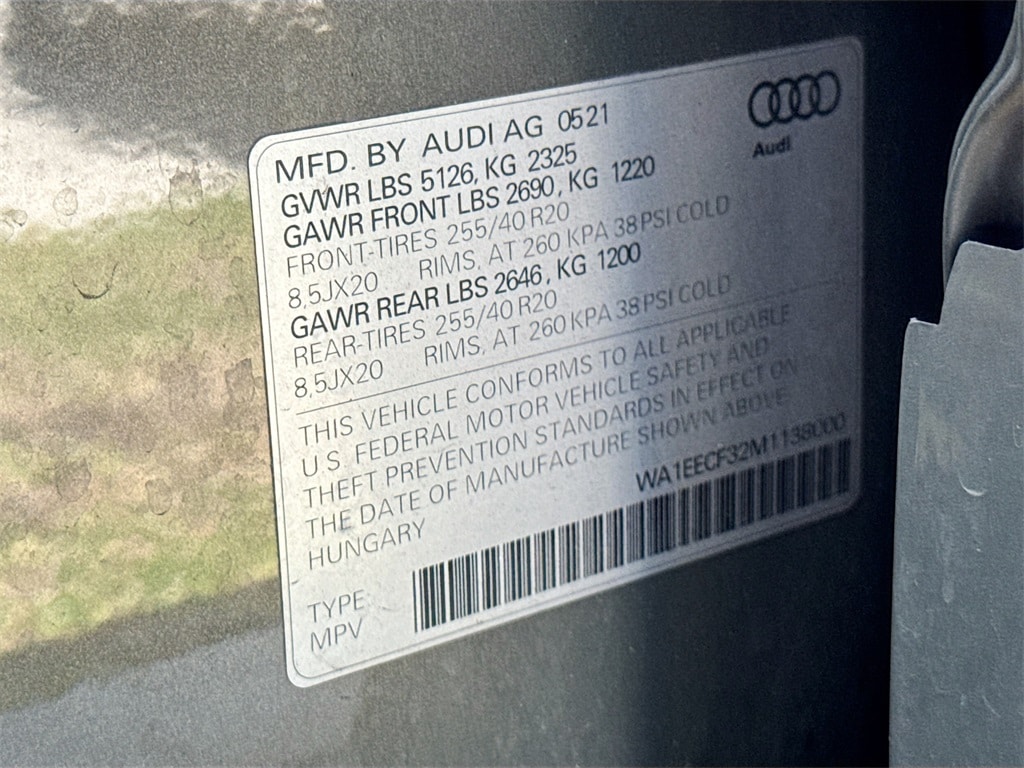 MFD. BY AUDI AG 0521
GVWR LBS 5126, KG 2325
GAWR FRONT LBS 2690, KG 1220
FRONT-TIRES 255/40 R20
8,5JX20 RIMS, AT 260 KPA 38 PSI COLD
GAWR REAR LBS 2646, KG 1200
REAR-TIRES 255/40 R20
8,5JX20 RIMS, AT 260 KPA 38 PSI COLD
THIS VEHICLE CONFORMS TO ALL APPLICABLE
U S FEDERAL MOTOR VEHICLE SAFETY AND
THEFT PREVENTION STANDARDS IN EFFECT ON
THE DATE OF MANUFACTURE SHOWN ABOVE
HUNGARY
WA1EECF32M1138000
TYPE:
MPV
Audi